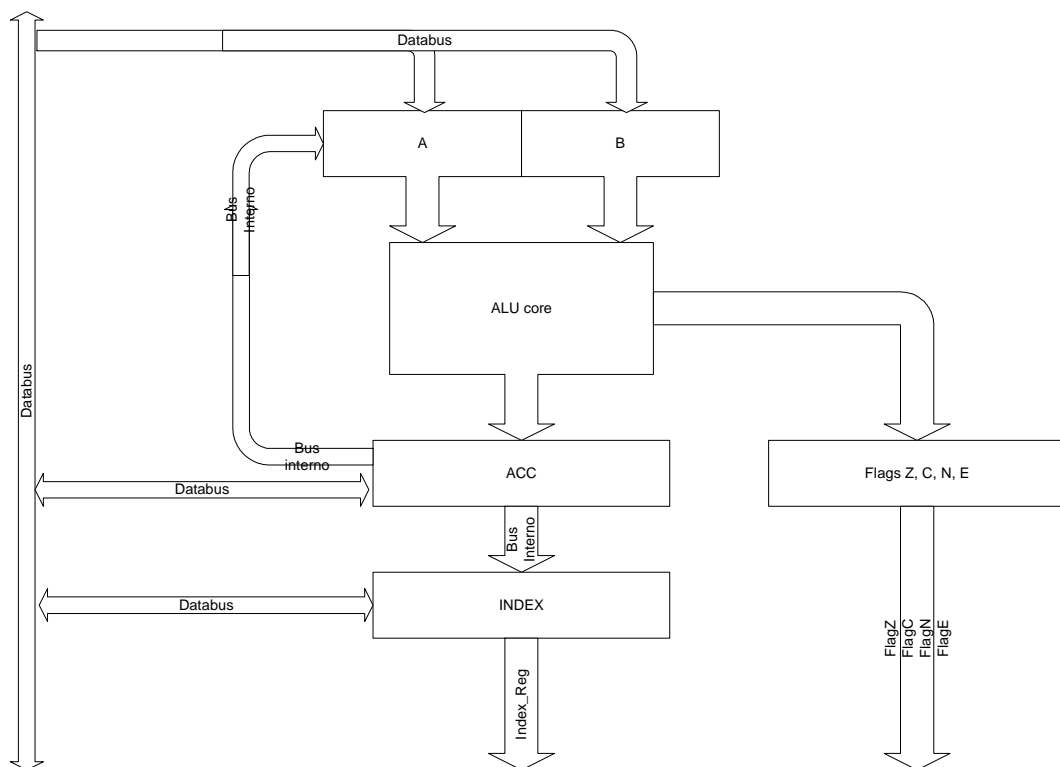 Databus
A
B
Bus
Interno
ALU core
Databus
Bus
interno
ACC
Flags Z, C, N, E
Databus
Bus
Interno
Databus
INDEX
FlagZ
FlagC
FlagN
FlagE
Index_Reg